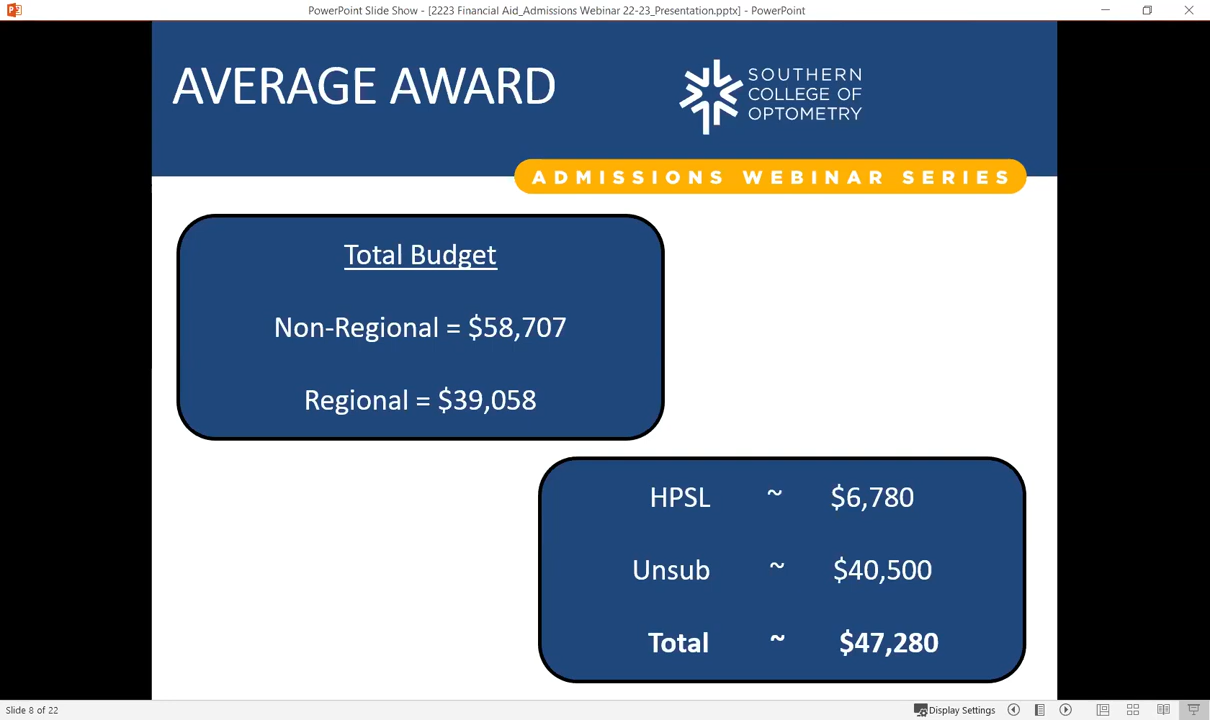 PowerPoint Slide Show - [2223 Financial Aid_Admissions Webinar 22-23_Presentation.pptx] - PowerPoint
AVERAGE AWARD
SOUTHERN
COLLEGE OF
OPTOMETRY
ADMISSIONS WEBINAR SERIES
Total Budget
Non-Regional = $58,707
Regional = $39,058
HPSL ~ $6,780
Unsub ~ $40,500
Total ~ $47,280
Slide 8 of 22
Display Settings